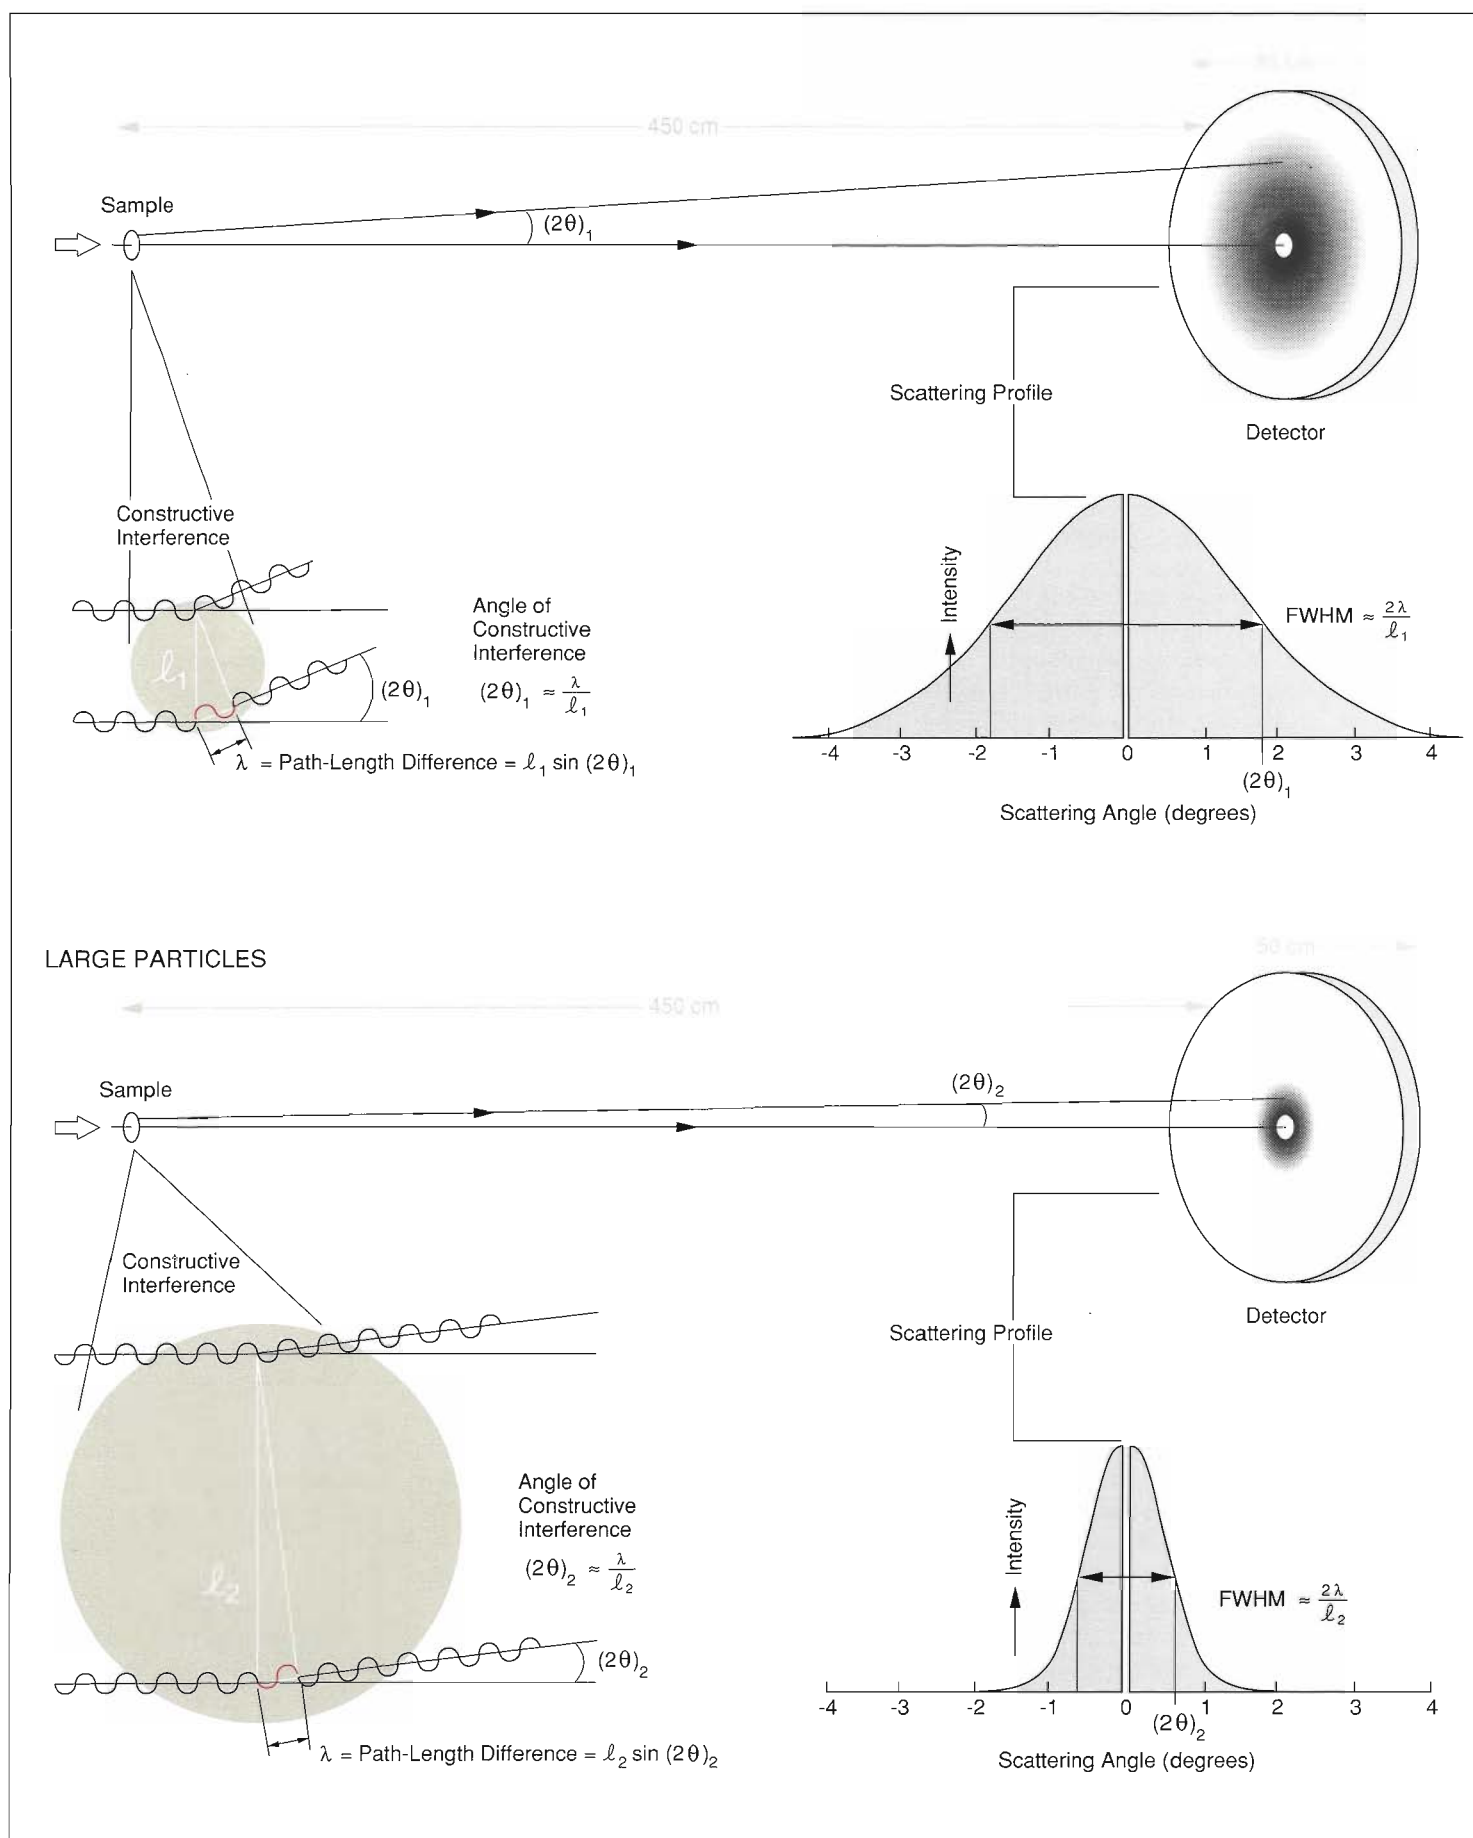 450 cm
Sample
(2θ)₁
Scattering Profile
Detector
Constructive
Interference
ℓ₁
(2θ)₁
Angle of
Constructive
Interference
(2θ)₁ ≈ λ/ℓ₁
λ = Path-Length Difference = ℓ₁ sin (2θ)₁
Intensity
FWHM ≈ 2λ/ℓ₁
-4 -3 -2 -1 0 1 2 3 4
(2θ)₁
Scattering Angle (degrees)
LARGE PARTICLES
50 cm
450 cm
Sample
(2θ)₂
Constructive
Interference
Scattering Profile
Detector
ℓ₂
Angle of
Constructive
Interference
(2θ)₂ ≈ λ/ℓ₂
(2θ)₂
λ = Path-Length Difference = ℓ₂ sin (2θ)₂
Intensity
FWHM ≈ 2λ/ℓ₂
-4 -3 -2 -1 0 1 2 3 4
(2θ)₂
Scattering Angle (degrees)